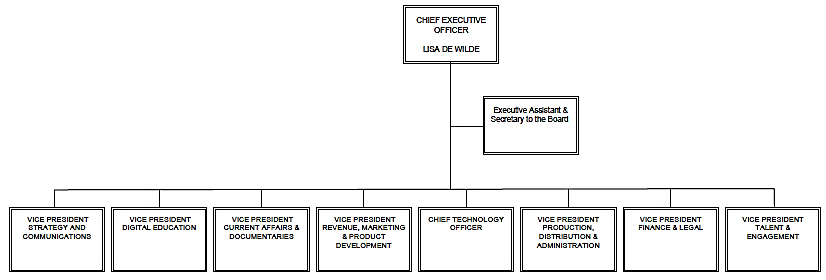 CHIEF EXECUTIVE
OFFICER
LISA DE WILDE
Executive Assistant &
Secretary to the Board
VICE PRESIDENT
STRATEGY AND
COMMUNICATIONS
VICE PRESIDENT
DIGITAL EDUCATION
VICE PRESIDENT
CURRENT AFFAIRS &
DOCUMENTARIES
VICE PRESIDENT
REVENUE, MARKETING
& PRODUCT
DEVELOPMENT
CHIEF TECHNOLOGY
OFFICER
VICE PRESIDENT
PRODUCTION,
DISTRIBUTION &
ADMINISTRATION
VICE PRESIDENT
FINANCE & LEGAL
VICE PRESIDENT
TALENT &
ENGAGEMENT